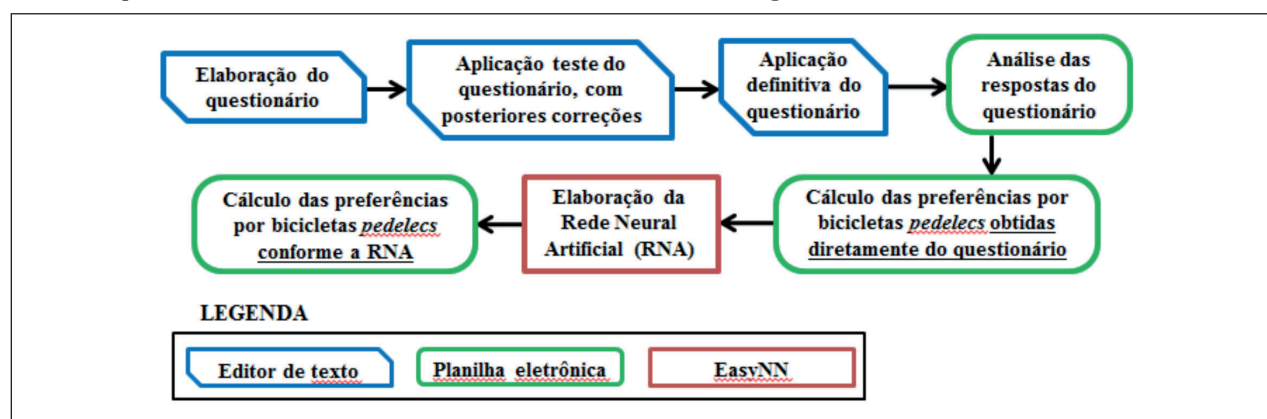 Elaboração do
questionário
Aplicação teste do
questionário, com
posteriores correções
Aplicação
definitiva do
questionário
Análise das
respostas do
questionário
Cálculo das preferências por
bicicletas pedelecs obtidas
diretamente do questionário
Elaboração da
Rede Neural
Artificial (RNA)
Cálculo das preferências
por bicicletas pedelecs
conforme a RNA
LEGENDA
Editor de texto
Planilha eletrônica
EasyNN